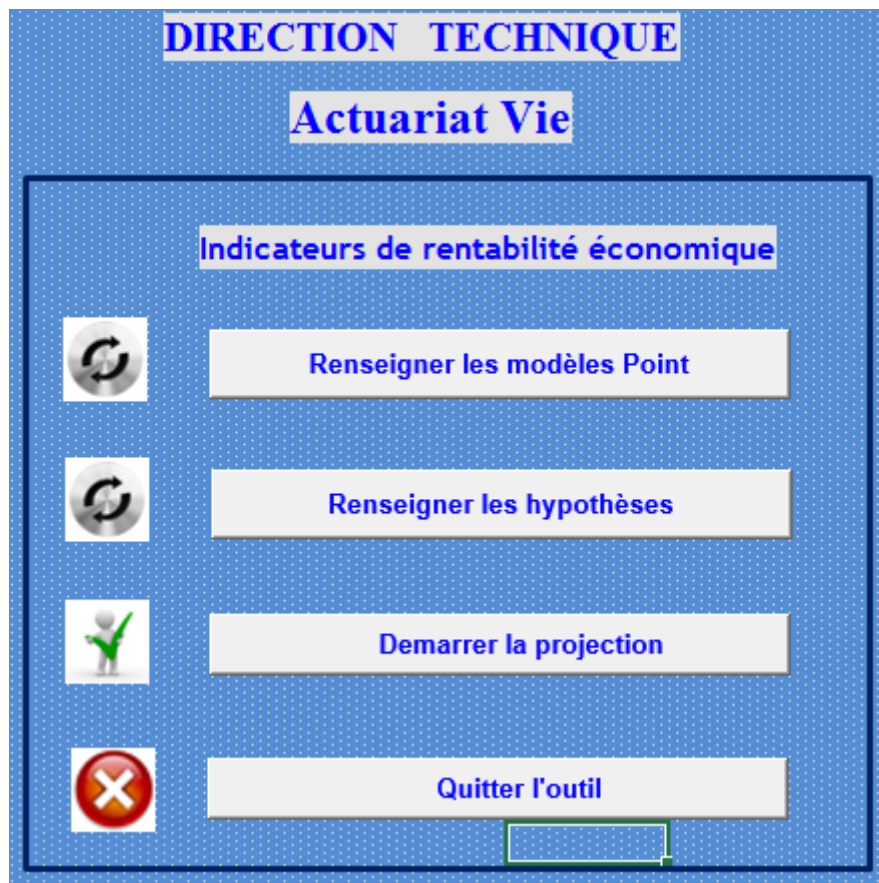 DIRECTION TECHNIQUE
Actuariat Vie
Indicateurs de rentabilité économique
Renseigner les modèles Point
Renseigner les hypothèses
Demarrer la projection
Quitter l'outil